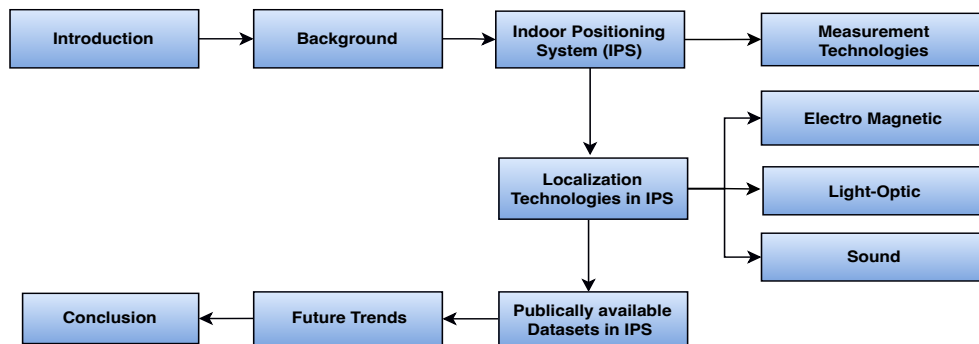 Introduction
Background
Indoor Positioning
System (IPS)
Measurement
Technologies
Electro Magnetic
Localization
Technologies in IPS
Light-Optic
Sound
Publically available
Datasets in IPS
Future Trends
Conclusion